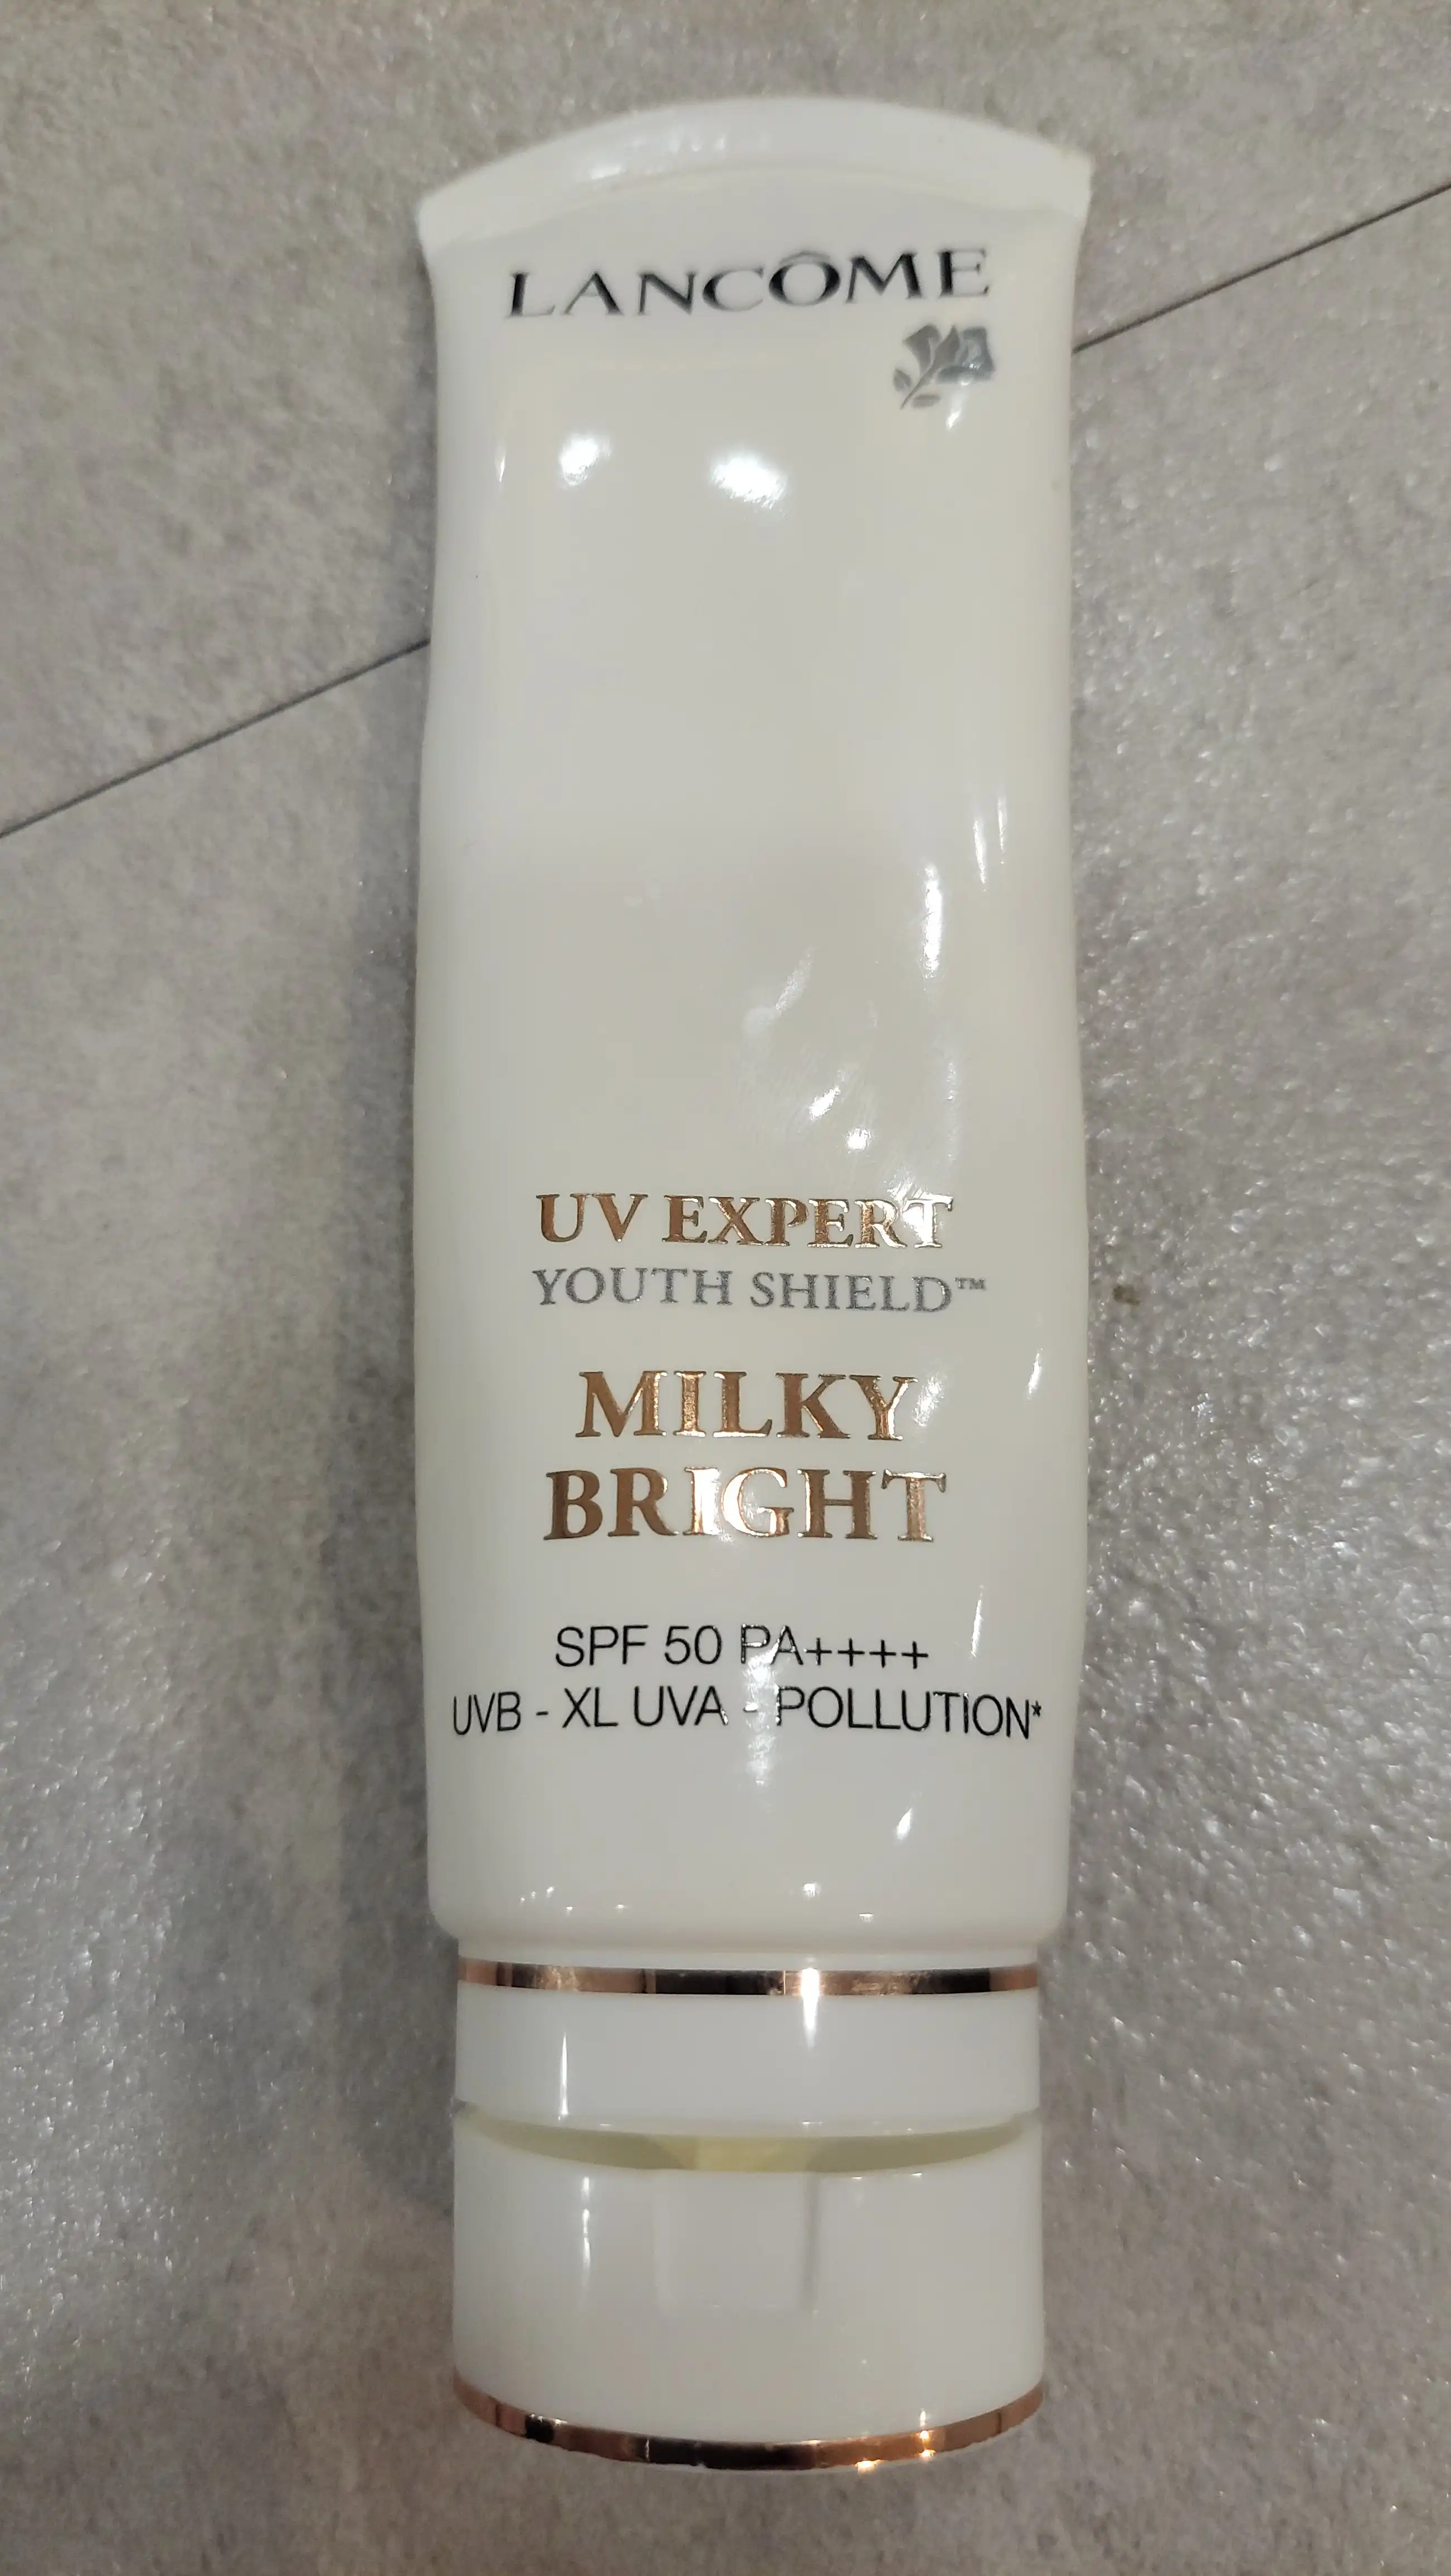 LANCÔME
UV EXPERT
YOUTH SHIELD™
MILKY
BRIGHT
SPF 50 PA++++
UVB - XL UVA - POLLUTION*